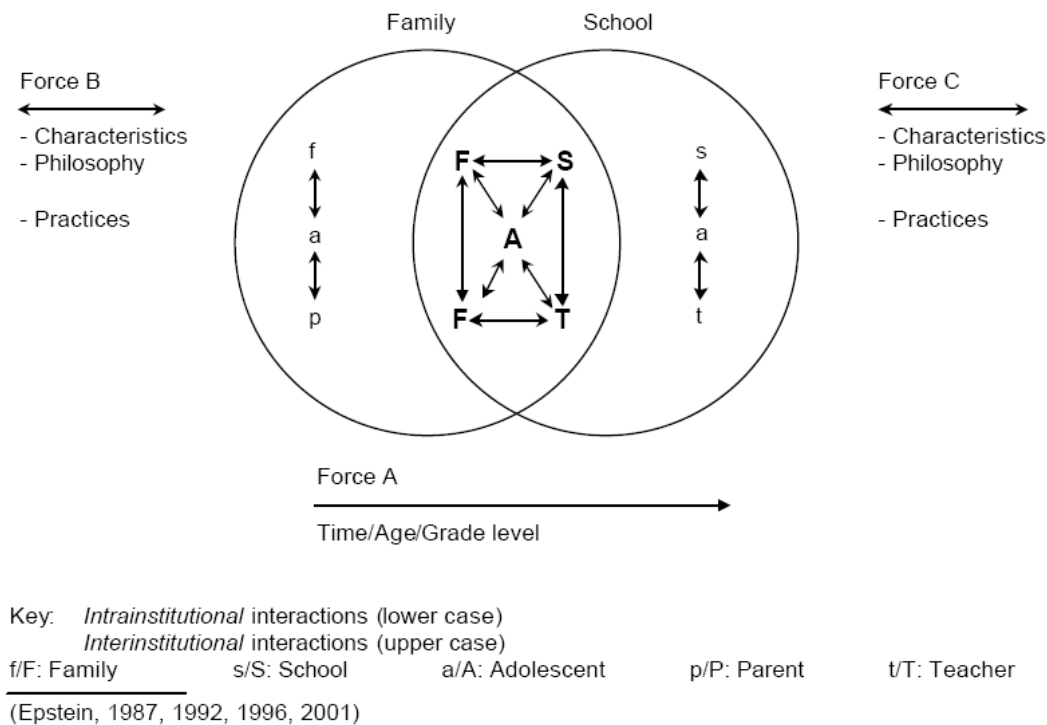 Family School
Force B
- Characteristics
- Philosophy
- Practices
f
a
p
F S
A
F T
s
a
t
Force C
- Characteristics
- Philosophy
- Practices
Force A
Time/Age/Grade level
Key: Intrainstitutional interactions (lower case)
Interinstitutional interactions (upper case)
f/F: Family s/S: School a/A: Adolescent p/P: Parent t/T: Teacher
(Epstein, 1987, 1992, 1996, 2001)